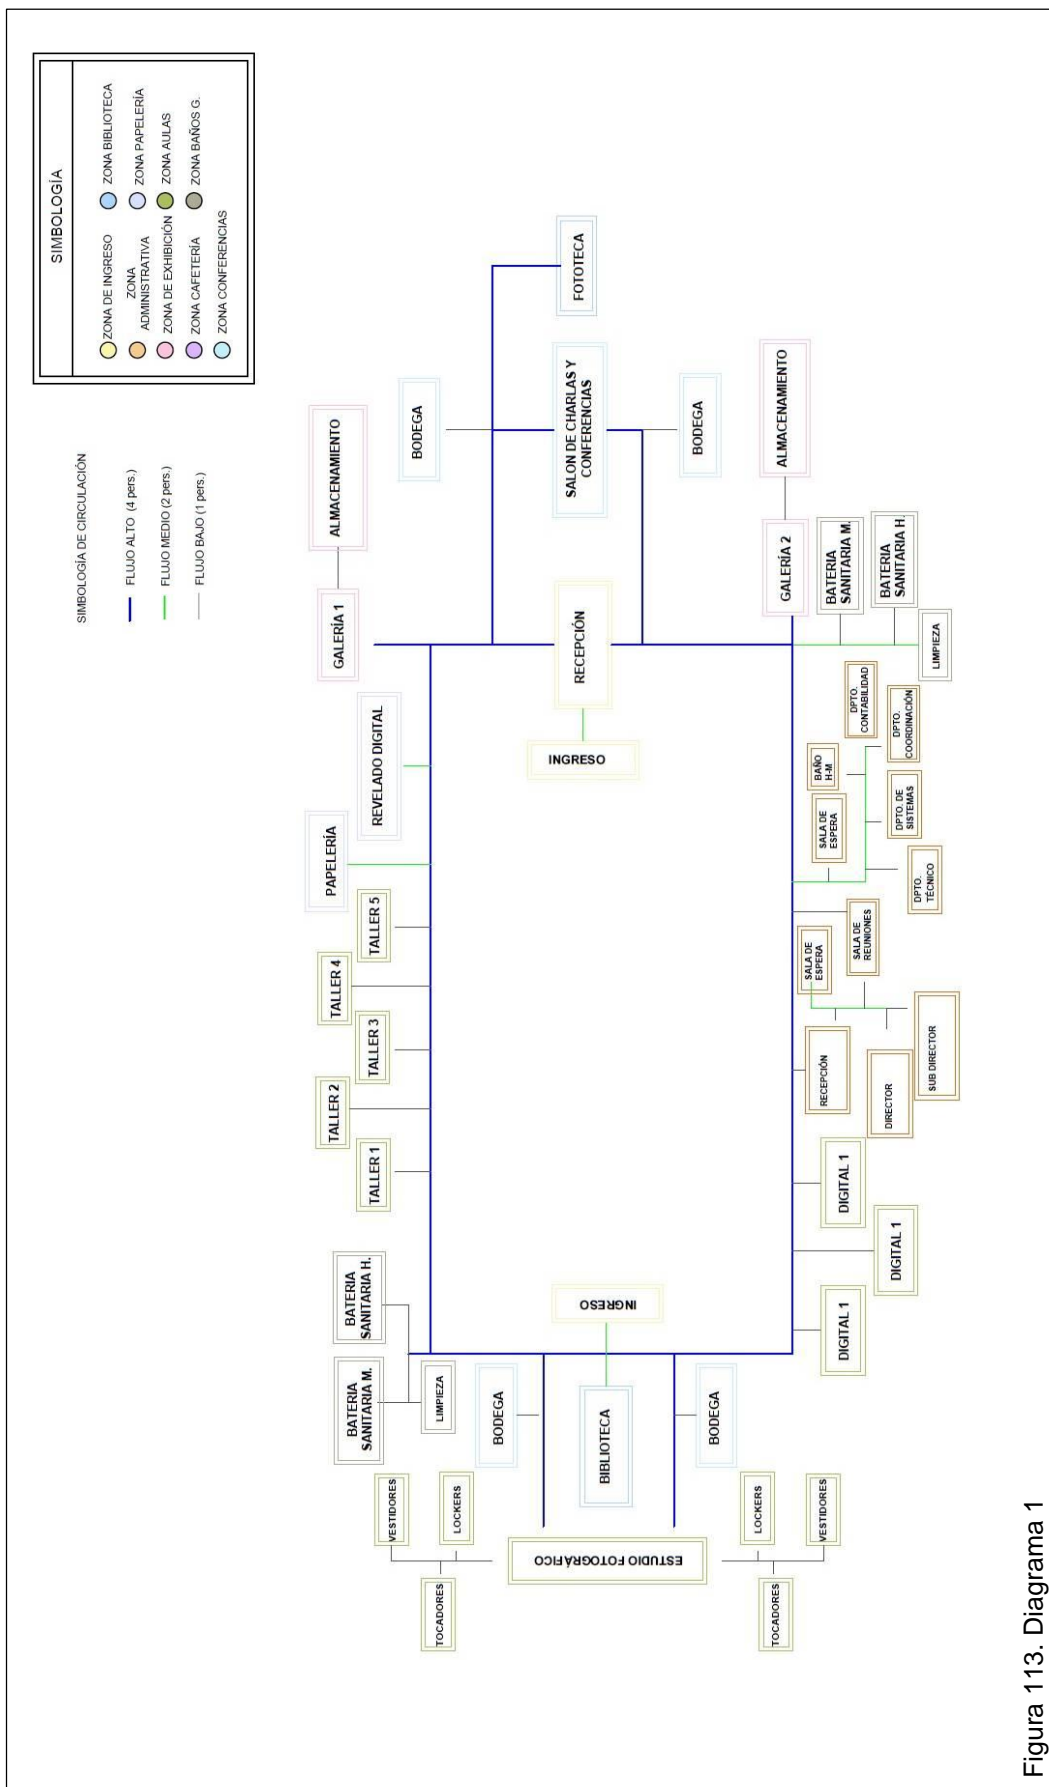 SIMBOLOGÍA
ZONA DE INGRESO
ZONA
ADMINISTRATIVA
ZONA DE EXHIBICIÓN
ZONA CAFETERÍA
ZONA CONFERENCIAS
ZONA BIBLIOTECA
ZONA PAPELERÍA
ZONA AULAS
ZONA BAÑOS G.
SIMBOLOGÍA DE CIRCULACIÓN
FLUJO ALTO (4 pers.)
FLUJO MEDIO (2 pers.)
FLUJO BAJO (1 pers.)
BATERIA
SANITARIA M.
BATERIA
SANITARIA H.
LIMPIEZA
TALLER 1
TALLER 2
TALLER 3
TALLER 4
TALLER 5
PAPELERÍA
REVELADO DIGITAL
GALERÍA 1
ALMACENAMIENTO
BODEGA
VESTIDORES
LOCKERS
TOCADORES
ESTUDIO FOTOGRÁFICO
BODEGA
BIBLIOTECA
BODEGA
INGRESO
INGRESO
RECEPCIÓN
SALON DE CHARLAS Y
CONFERENCIAS
FOTOTECA
BODEGA
LOCKERS
VESTIDORES
TOCADORES
DIGITAL 1
DIGITAL 1
DIGITAL 1
RECEPCIÓN
DIRECTOR
SUB DIRECTOR
SALA DE
ESPERA
SALA DE
REUNIONES
SALA DE
ESPERA
BAÑO
H-M
DPTO.
TÉCNICO
DPTO. DE
SISTEMAS
DPTO.
COORDINACIÓN
DPTO.
CONTABILIDAD
GALERÍA 2
ALMACENAMIENTO
BATERIA
SANITARIA M.
BATERIA
SANITARIA H.
LIMPIEZA
Figura 113. Diagrama 1